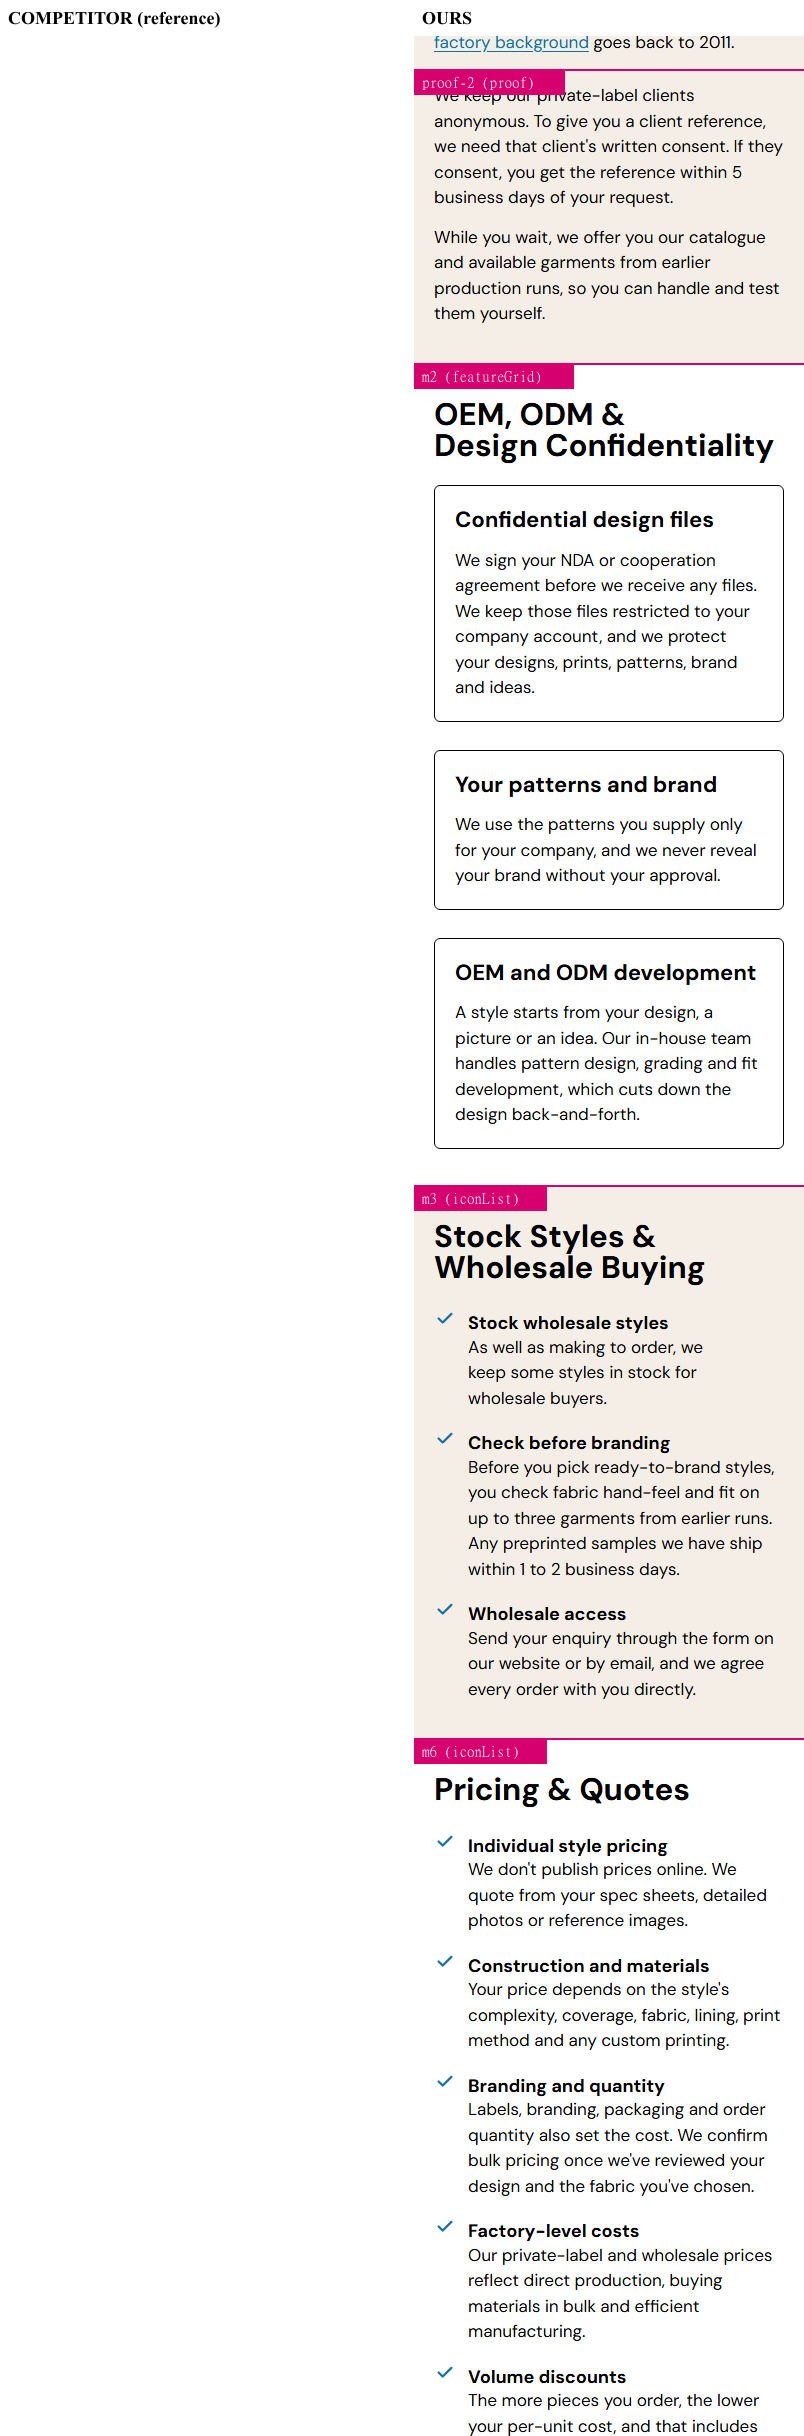 COMPETITOR (reference)
OURS
factory background goes back to 2011.
proof-2 (proof)
We keep our private-label clients
anonymous. To give you a client reference,
we need that client's written consent. If they
consent, you get the reference within 5
business days of your request.
While you wait, we offer you our catalogue
and available garments from earlier
production runs, so you can handle and test
them yourself.
m2 (featureGrid)
OEM, ODM &
Design Confidentiality
Confidential design files
We sign your NDA or cooperation
agreement before we receive any files.
We keep those files restricted to your
company account, and we protect
your designs, prints, patterns, brand
and ideas.
Your patterns and brand
We use the patterns you supply only
for your company, and we never reveal
your brand without your approval.
OEM and ODM development
A style starts from your design, a
picture or an idea. Our in-house team
handles pattern design, grading and fit
development, which cuts down the
design back-and-forth.
m3 (iconList)
Stock Styles &
Wholesale Buying
Stock wholesale styles
As well as making to order, we
keep some styles in stock for
wholesale buyers.
Check before branding
Before you pick ready-to-brand styles,
you check fabric hand-feel and fit on
up to three garments from earlier runs.
Any preprinted samples we have ship
within 1 to 2 business days.
Wholesale access
Send your enquiry through the form on
our website or by email, and we agree
every order with you directly.
m6 (iconList)
Pricing & Quotes
Individual style pricing
We don't publish prices online. We
quote from your spec sheets, detailed
photos or reference images.
Construction and materials
Your price depends on the style's
complexity, coverage, fabric, lining, print
method and any custom printing.
Branding and quantity
Labels, branding, packaging and order
quantity also set the cost. We confirm
bulk pricing once we've reviewed your
design and the fabric you've chosen.
Factory-level costs
Our private-label and wholesale prices
reflect direct production, buying
materials in bulk and efficient
manufacturing.
Volume discounts
The more pieces you order, the lower
your per-unit cost, and that includes